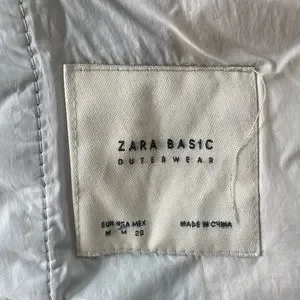 ZARA BASIC
OUTERWEAR
EUR USA MEX
M M 28
MADE IN CHINA